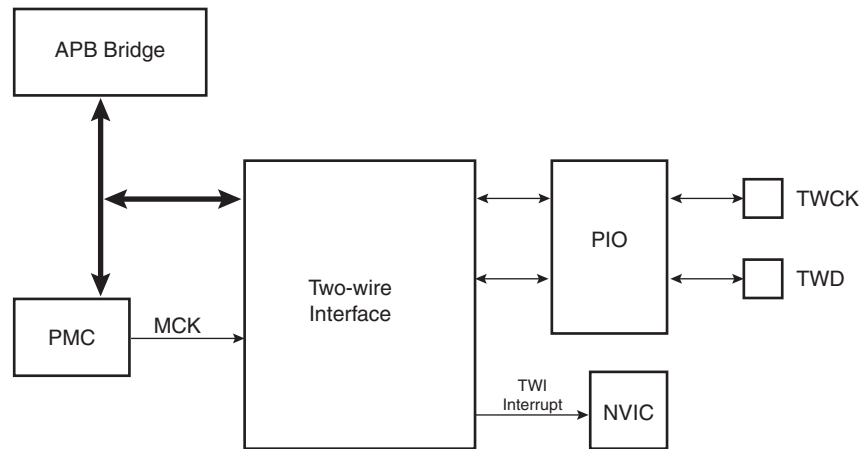 APB Bridge
Two-wire
Interface
PIO
TWCK
TWD
PMC
MCK
TWI
Interrupt
NVIC